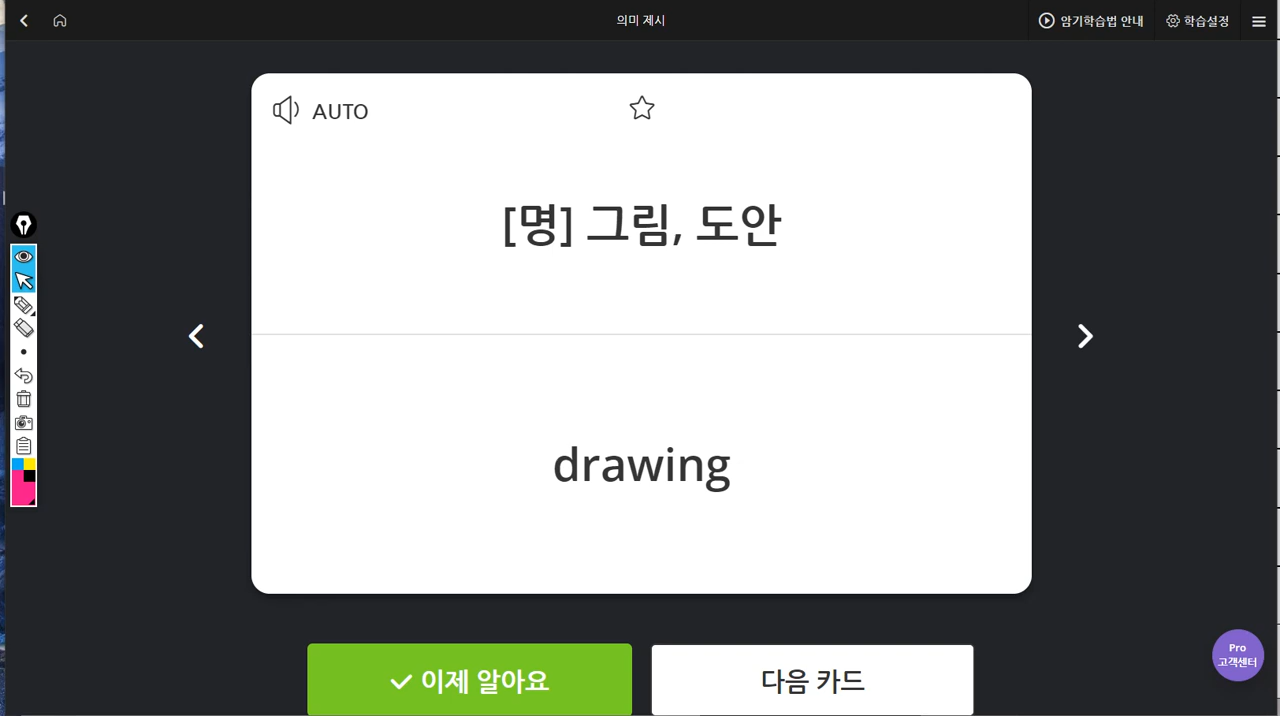 의미 제시
암기학습법 안내
학습설정
AUTO
[명] 그림, 도안
drawing
이제 알아요
다음 카드
Pro
고객센터